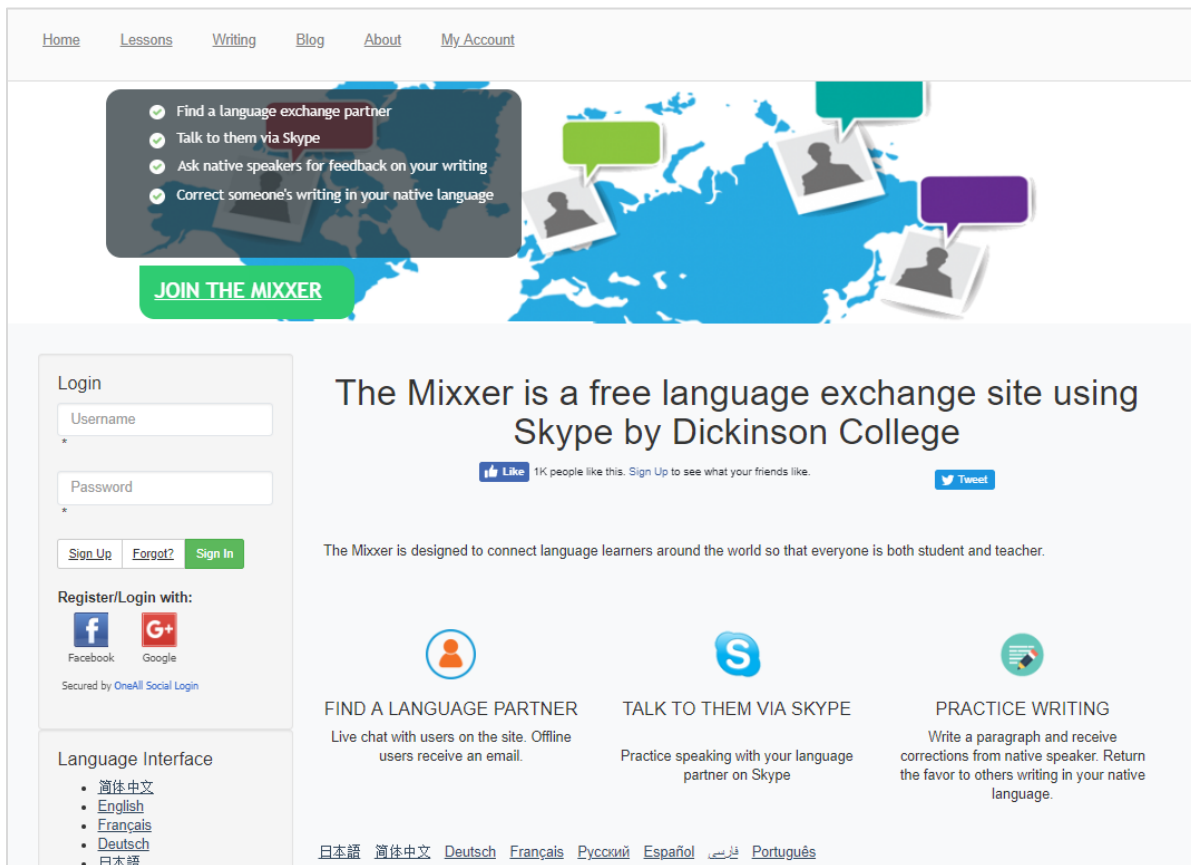 Home Lessons Writing Blog About My Account
Find a language exchange partner
Talk to them via Skype
Ask native speakers for feedback on your writing
Correct someone's writing in your native language
JOIN THE MIXXER
Login
Username
*
Password
*
Sign Up Forgot? Sign In
Register/Login with:
Facebook Google
Secured by OneAll Social Login
Language Interface
简体中文
English
Français
Deutsch
日本語
The Mixxer is a free language exchange site using
Skype by Dickinson College
Like 1K people like this. Sign Up to see what your friends like.
Tweet
The Mixxer is designed to connect language learners around the world so that everyone is both student and teacher.
FIND A LANGUAGE PARTNER
Live chat with users on the site. Offline
users receive an email.
TALK TO THEM VIA SKYPE
Practice speaking with your language
partner on Skype
PRACTICE WRITING
Write a paragraph and receive
corrections from native speaker. Return
the favor to others writing in your native
language.
日本語 简体中文 Deutsch Français Русский Español فارسی Português